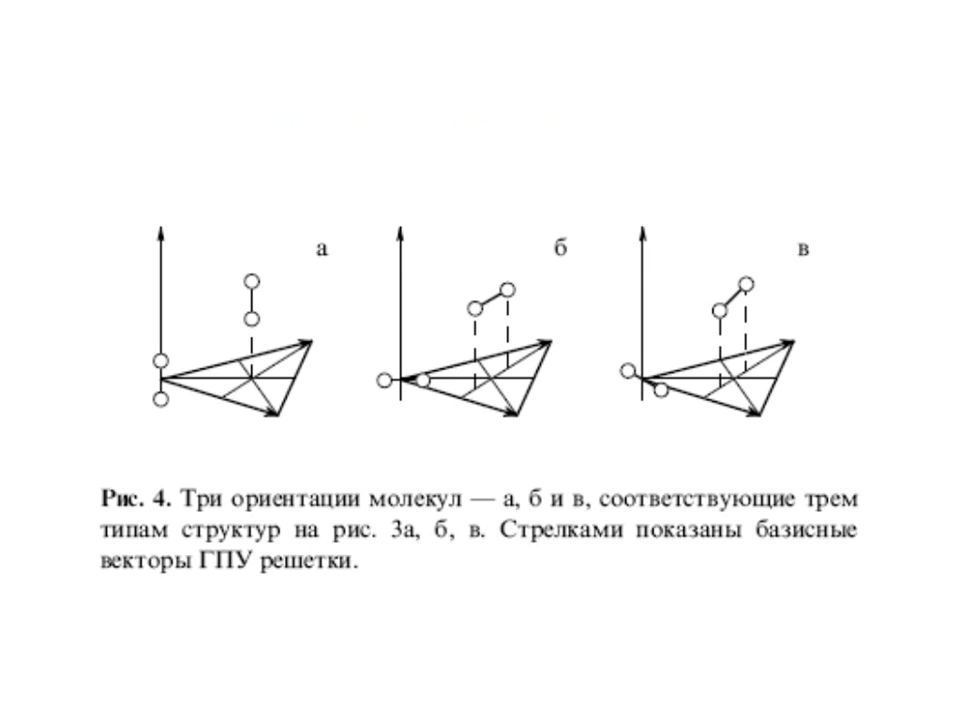 а
б
в
Рис. 4. Три ориентации молекул — а, б и в, соответствующие трем
типам структур на рис. 3а, б, в. Стрелками показаны базисные
векторы ГПУ решетки.